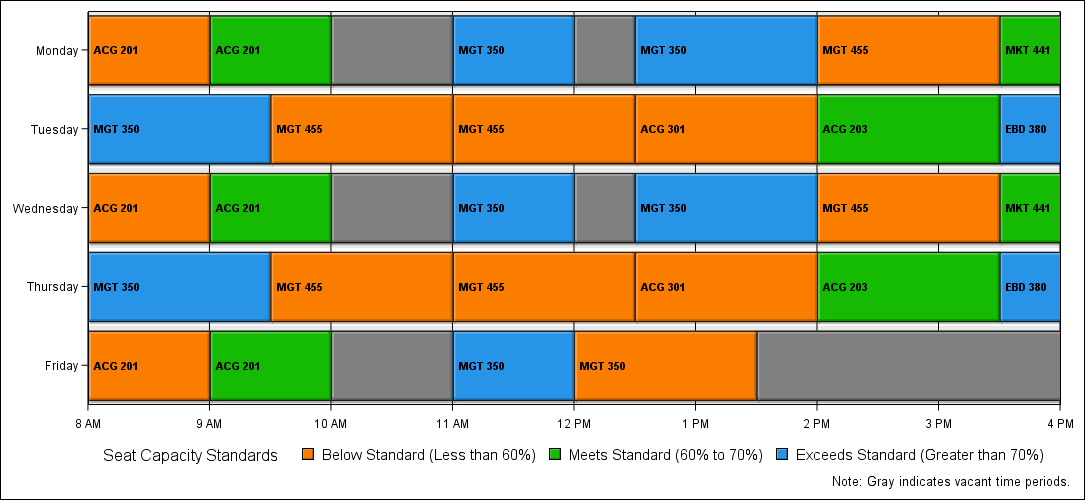 Monday ACG 201 ACG 201 MGT 350 MGT 350 MGT 455 MKT 441
Tuesday MGT 350 MGT 455 MGT 455 ACG 301 ACG 203 EBD 380
Wednesday ACG 201 ACG 201 MGT 350 MGT 350 MGT 455 MKT 441
Thursday MGT 350 MGT 455 MGT 455 ACG 301 ACG 203 EBD 380
Friday ACG 201 ACG 201 MGT 350 MGT 350
8 AM 9 AM 10 AM 11 AM 12 PM 1 PM 2 PM 3 PM 4 PM
Seat Capacity Standards Below Standard (Less than 60%) Meets Standard (60% to 70%) Exceeds Standard (Greater than 70%)
Note: Gray indicates vacant time periods.